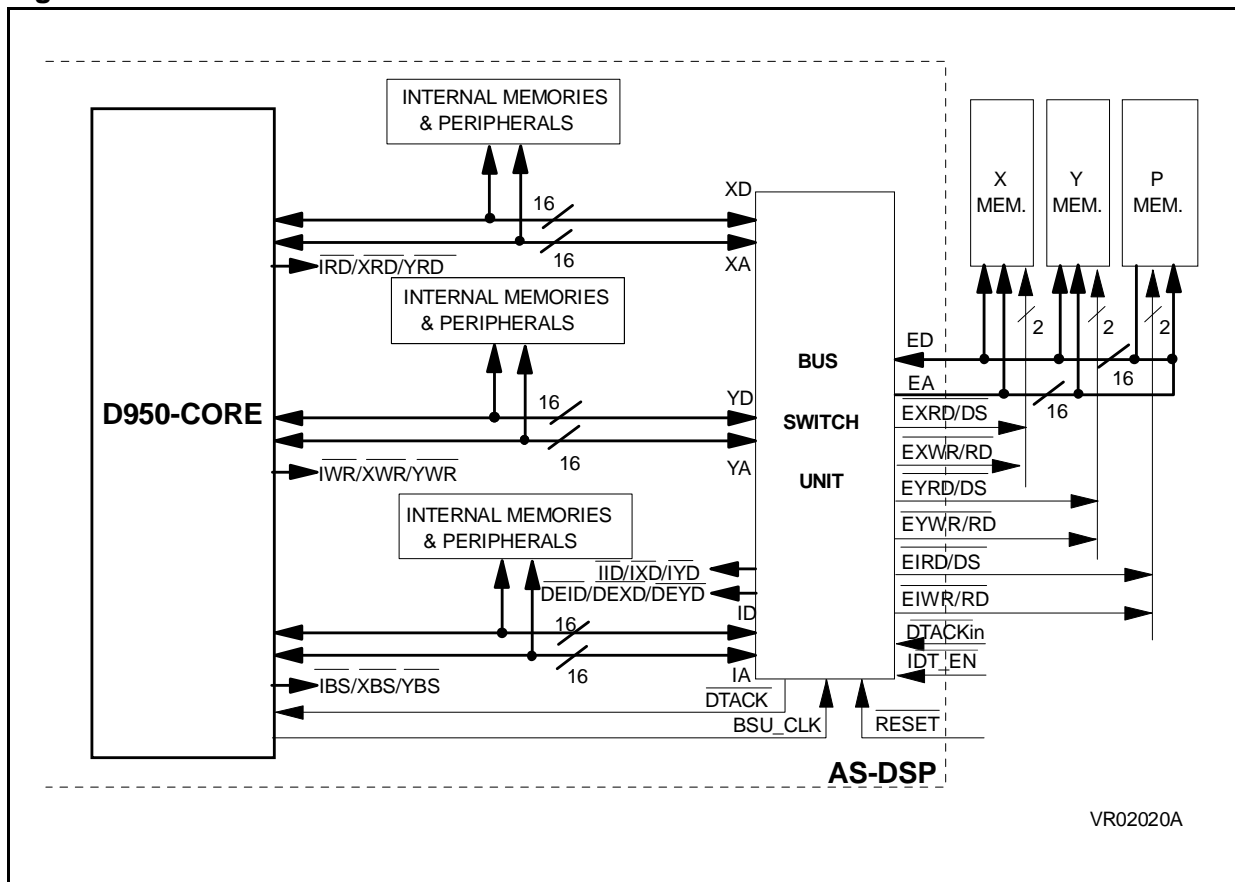 INTERNAL MEMORIES
& PERIPHERALS
XD
16
16
XA
IRD/XRD/YRD
INTERNAL MEMORIES
& PERIPHERALS
D950-CORE
YD
16
16
YA
IWR/XWR/YWR
INTERNAL MEMORIES
& PERIPHERALS
IID/IXD/IYD
DEID/DEXD/DEYD
ID
16
16
IA
IBS/XBS/YBS
DTACK
BSU_CLK
RESET
AS-DSP
BUS
SWITCH
UNIT
X
MEM.
Y
MEM.
P
MEM.
2
2
2
ED
16
EA
16
EXRD/DS
EXWR/RD
EYRD/DS
EYWR/RD
EIRD/DS
EIWR/RD
DTACKin
IDT_EN
VR02020A